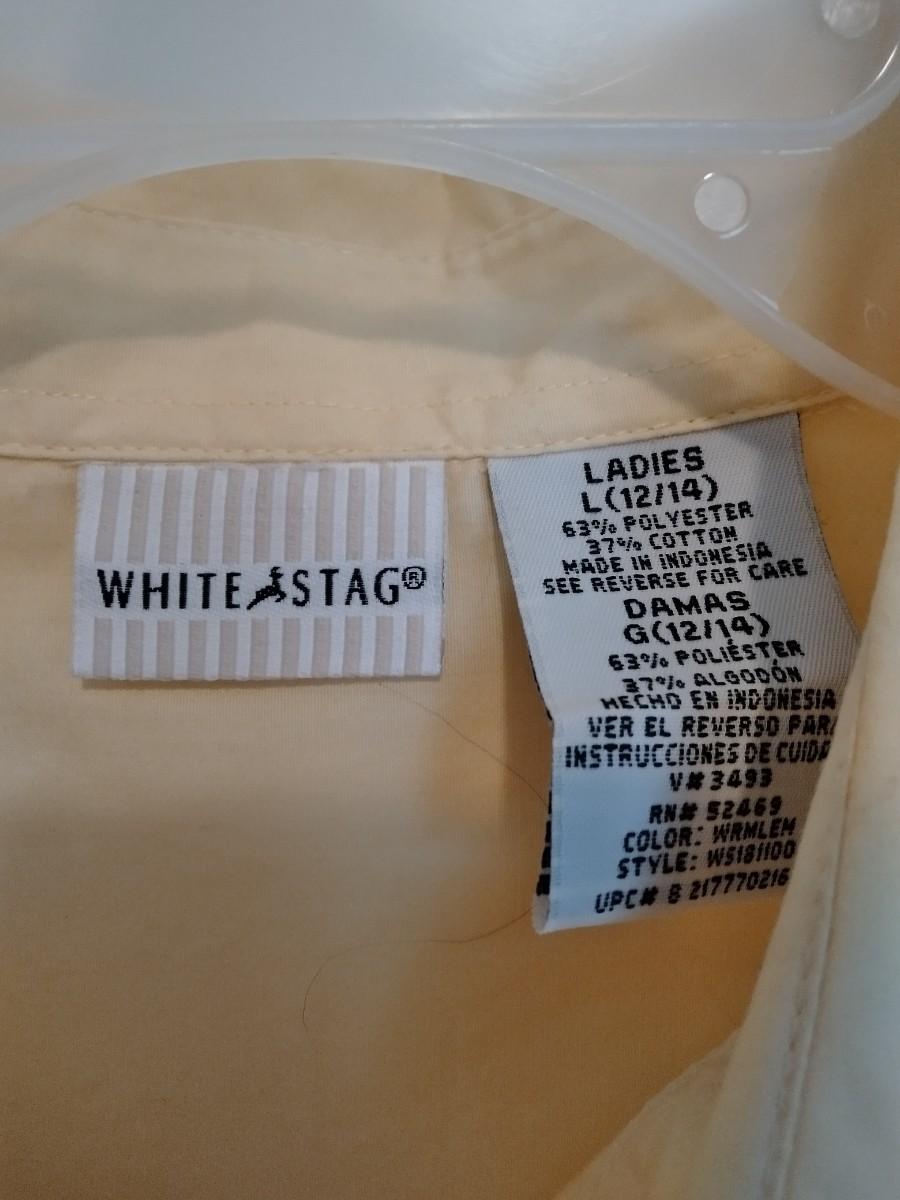 WHITE STAG®
LADIES
L(12/14)
63% POLYESTER
37% COTTON
MADE IN INDONESIA
SEE REVERSE FOR CARE
DAMAS
G(12/14)
63% POLIÉSTER
37% ALGODÓN
HECHO EN INDONESIA
VER EL REVERSO PARA
INSTRUCCIONES DE CUIDA
V# 3493
RN# 52469
COLOR: WRMLEM
STYLE: WS181100
UPC# 8 217770216